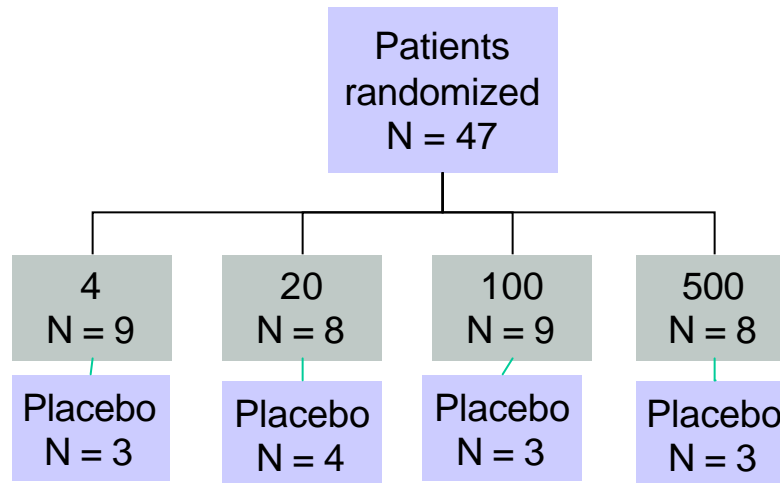 Patients
randomized
N = 47
4
N = 9
20
N = 8
100
N = 9
500
N = 8
Placebo
N = 3
Placebo
N = 4
Placebo
N = 3
Placebo
N = 3